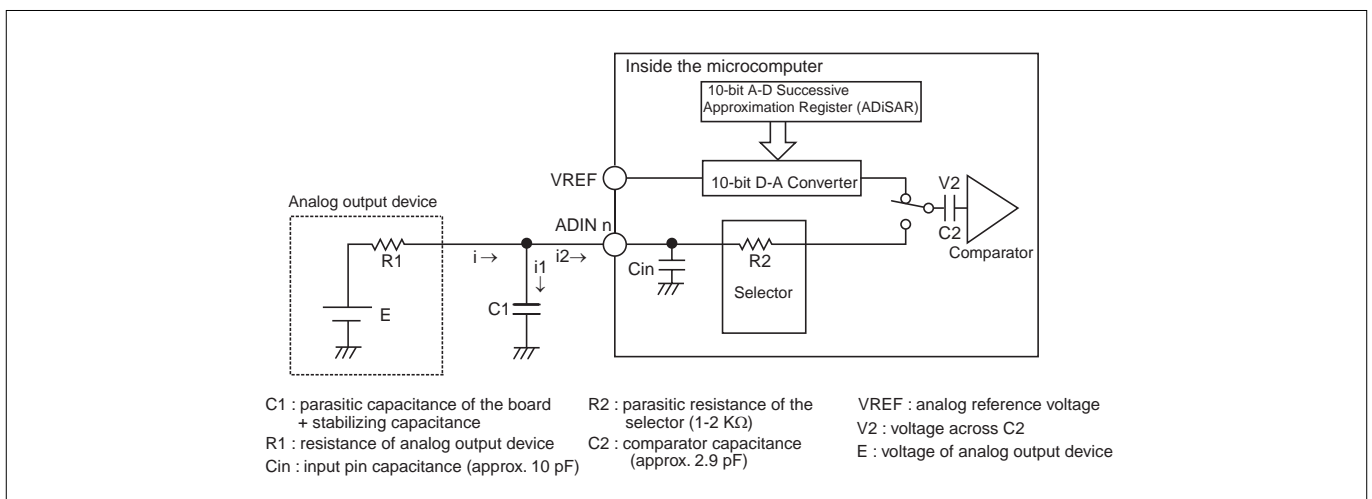 Inside the microcomputer
10-bit A-D Successive
Approximation Register (ADiSAR)
VREF
10-bit D-A Converter
V2
C2
Comparator
Analog output device
ADIN n
R1
i →
i1
↓
i2→
Cin
R2
Selector
E
C1
C1 : parasitic capacitance of the board
+ stabilizing capacitance
R1 : resistance of analog output device
Cin : input pin capacitance (approx. 10 pF)
R2 : parasitic resistance of the
selector (1-2 KΩ)
C2 : comparator capacitance
(approx. 2.9 pF)
VREF : analog reference voltage
V2 : voltage across C2
E : voltage of analog output device